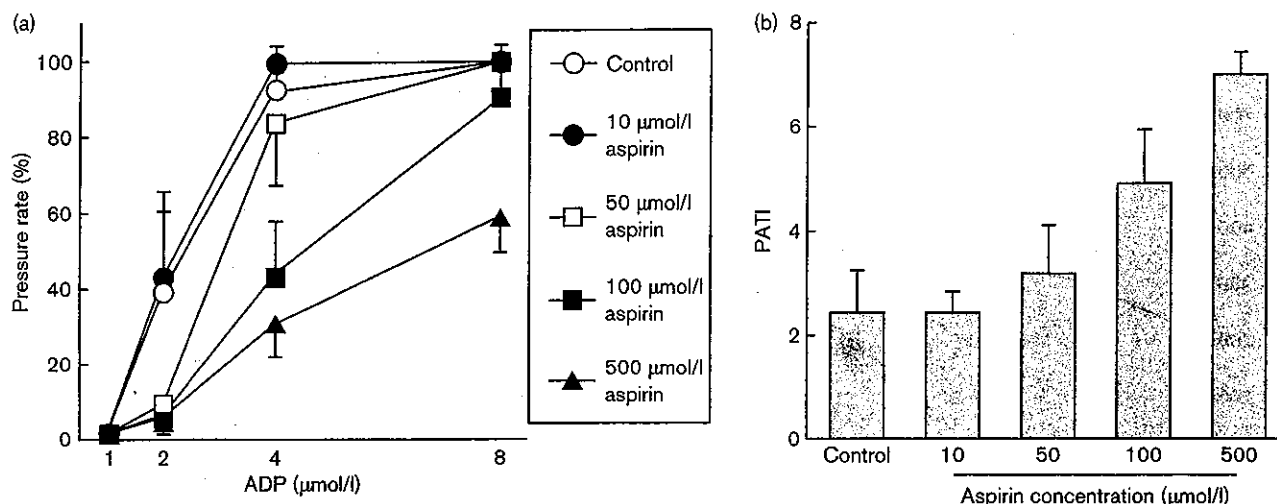 (a)
100
80
60
40
20
0
Pressure rate (%)
1 2 4 8
ADP (µmol/l)
Control
10 µmol/l
aspirin
50 µmol/l
aspirin
100 µmol/l
aspirin
500 µmol/l
aspirin
(b)
8
6
4
2
0
PATI
Control 10 50 100 500
Aspirin concentration (µmol/l)